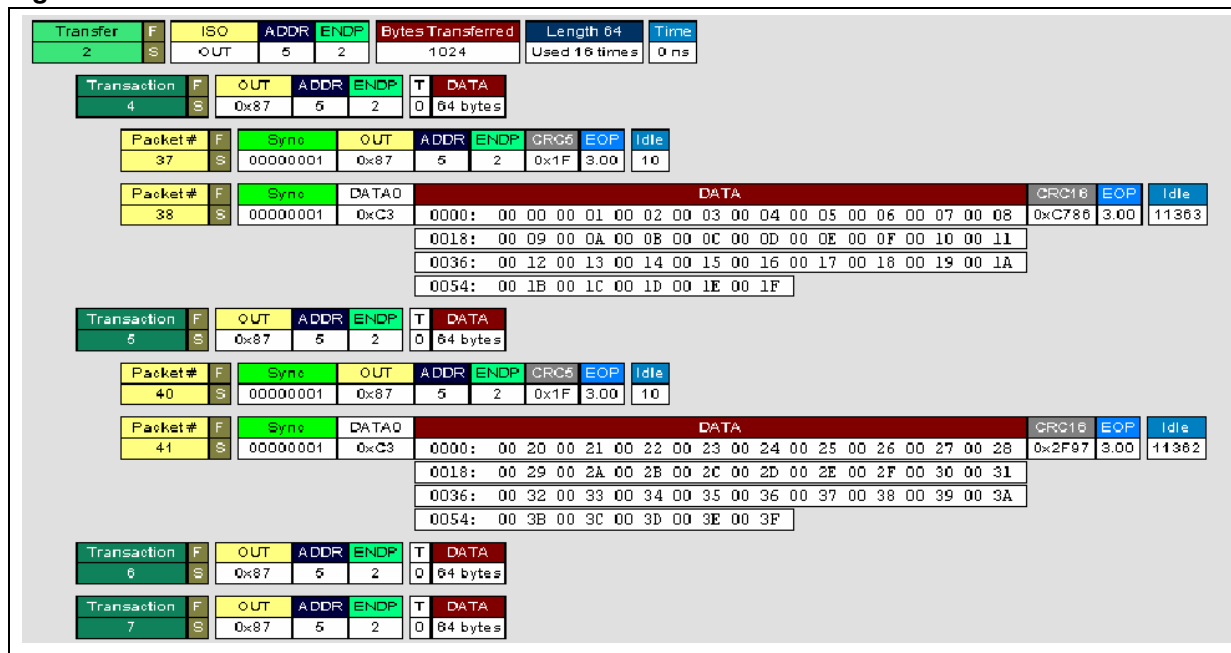 Transfer F ISO ADDR ENDP Bytes Transferred Length 64 Time
2 S OUT 5 2 1024 Used 16 times 0 ns
Transaction F OUT ADDR ENDP T DATA
4 S 0x87 5 2 0 64 bytes
Packet# F Sync OUT ADDR ENDP CRC5 EOP Idle
37 S 00000001 0x87 5 2 0x1F 3.00 10
Packet# F Sync DATA0 DATA CRC16 EOP Idle
38 S 00000001 0xC3 0000: 00 00 00 01 00 02 00 03 00 04 00 05 00 06 00 07 00 08 0xC786 3.00 11363
0018: 00 09 00 0A 00 0B 00 0C 00 0D 00 0E 00 0F 00 10 00 11
0036: 00 12 00 13 00 14 00 15 00 16 00 17 00 18 00 19 00 1A
0054: 00 1B 00 1C 00 1D 00 1E 00 1F
Transaction F OUT ADDR ENDP T DATA
5 S 0x87 5 2 0 64 bytes
Packet# F Sync OUT ADDR ENDP CRC5 EOP Idle
40 S 00000001 0x87 5 2 0x1F 3.00 10
Packet# F Sync DATA0 DATA CRC16 EOP Idle
41 S 00000001 0xC3 0000: 00 20 00 21 00 22 00 23 00 24 00 25 00 26 00 27 00 28 0x2F97 3.00 11362
0018: 00 29 00 2A 00 2B 00 2C 00 2D 00 2E 00 2F 00 30 00 31
0036: 00 32 00 33 00 34 00 35 00 36 00 37 00 38 00 39 00 3A
0054: 00 3B 00 3C 00 3D 00 3E 00 3F
Transaction F OUT ADDR ENDP T DATA
6 S 0x87 5 2 0 64 bytes
Transaction F OUT ADDR ENDP T DATA
7 S 0x87 5 2 0 64 bytes